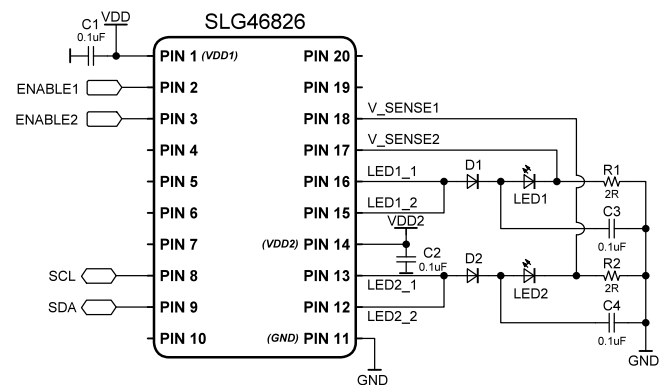 SLG46826
C1
VDD
0.1uF
PIN 1 (VDD1)
PIN 20
ENABLE1
PIN 2
PIN 19
ENABLE2
PIN 3
PIN 18
V_SENSE1
PIN 4
PIN 17
V_SENSE2
PIN 5
PIN 16
LED1_1
D1
LED1
R1
2R
PIN 6
PIN 15
LED1_2
VDD2
C3
0.1uF
PIN 7
(VDD2) PIN 14
C2
0.1uF
SCL
PIN 8
PIN 13
LED2_1
D2
LED2
R2
2R
SDA
PIN 9
PIN 12
LED2_2
C4
0.1uF
PIN 10
(GND) PIN 11
GND
GND